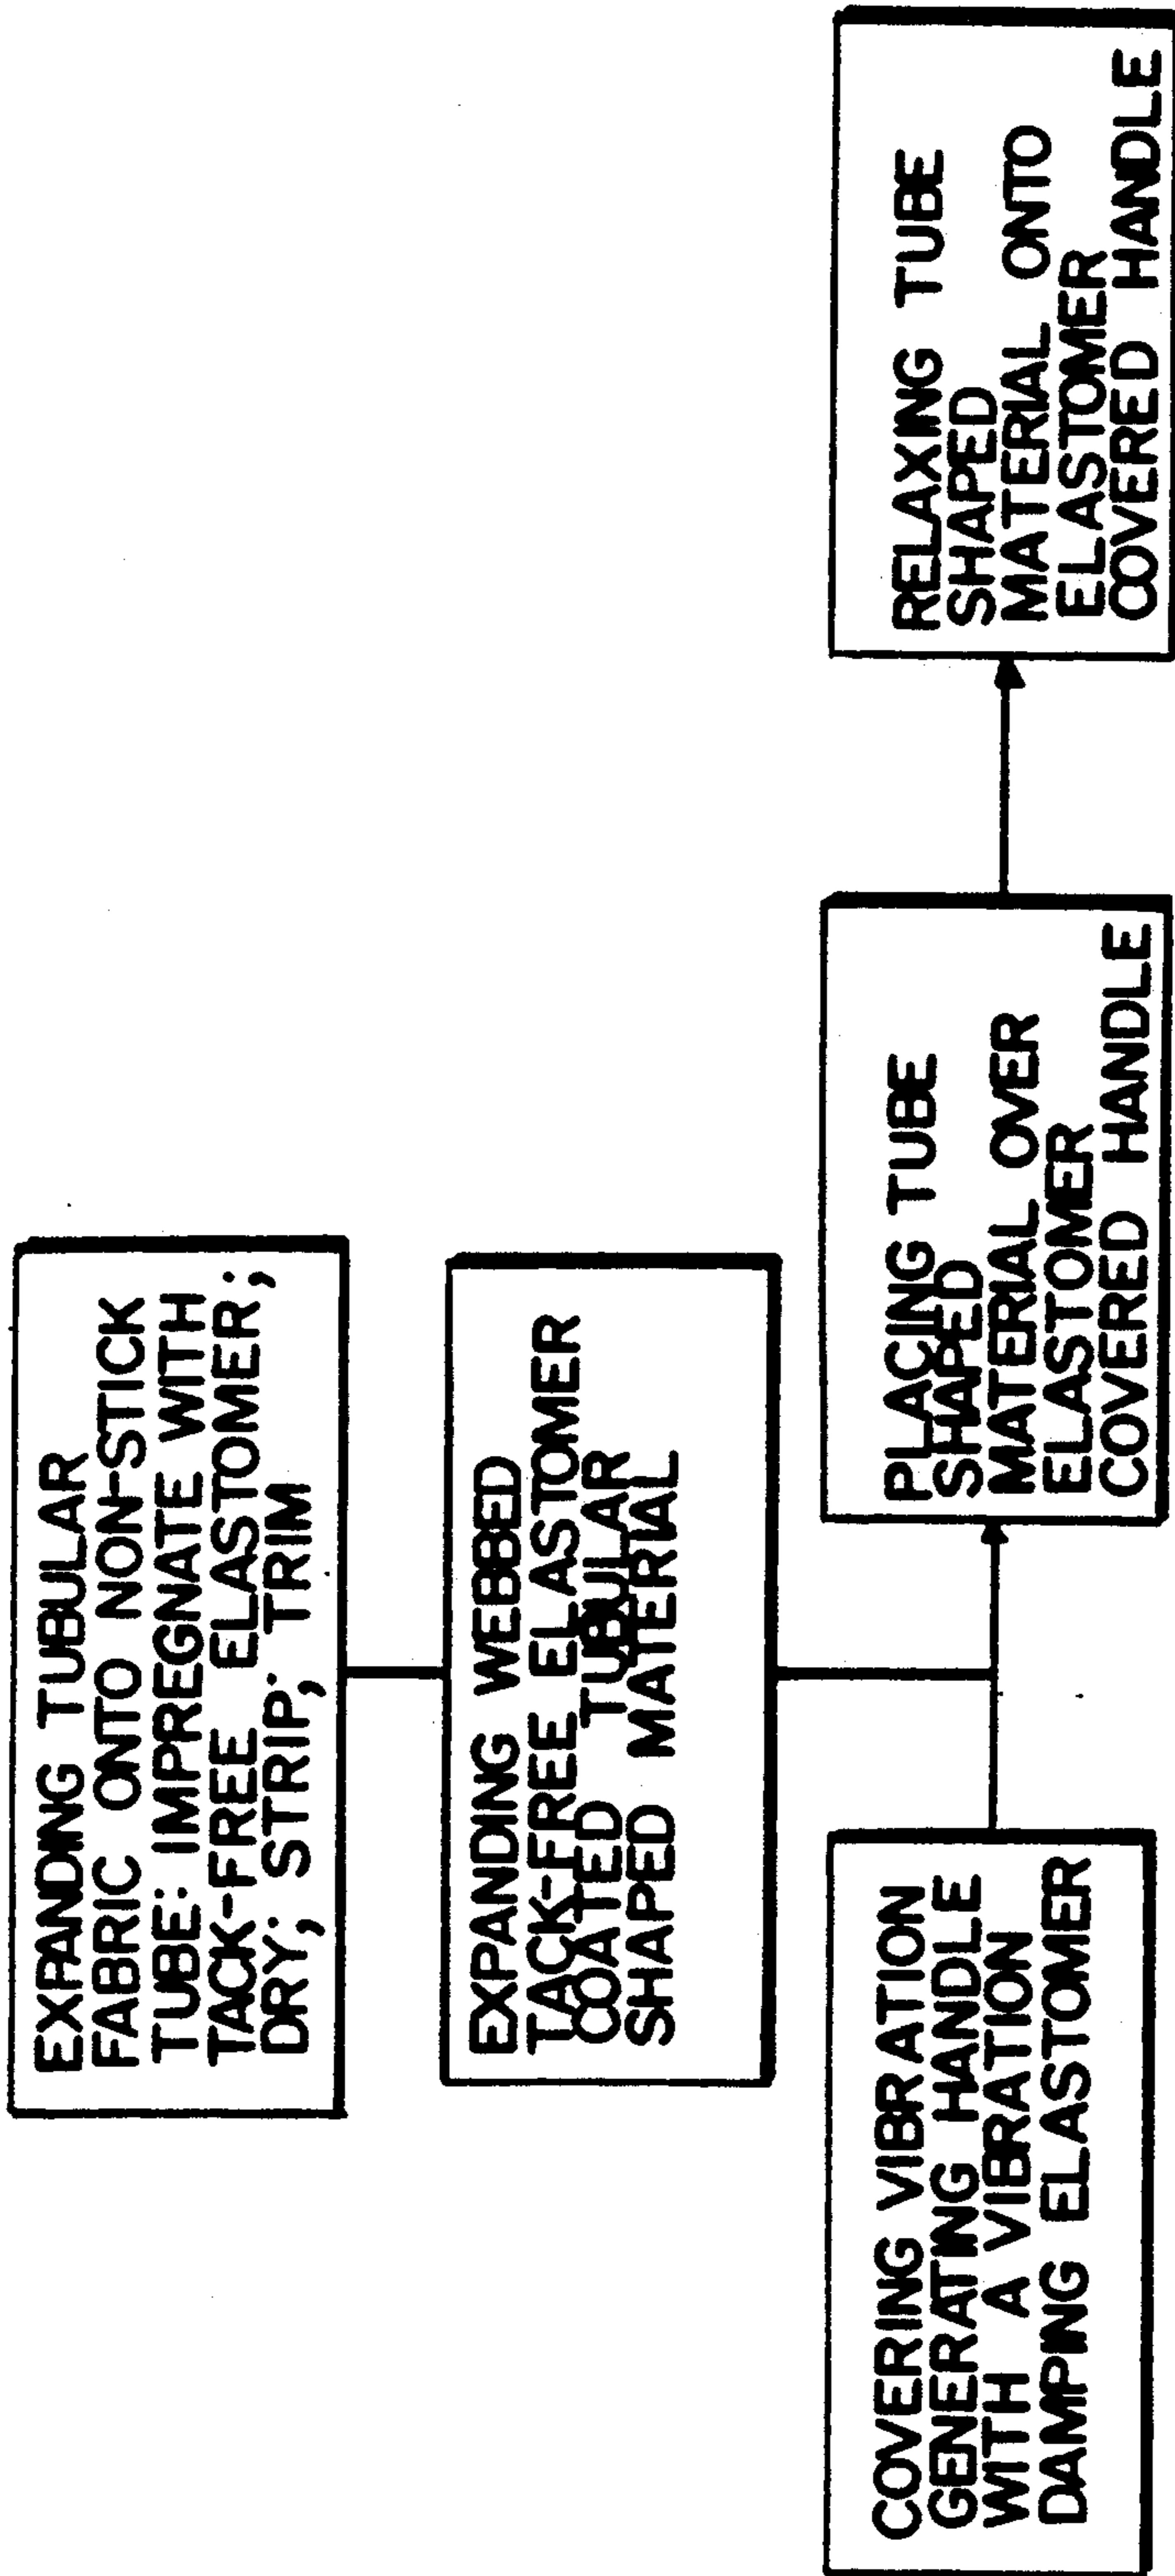 EXPANDING TUBULAR
FABRIC ONTO NON-STICK
TUBE: IMPREGNATE WITH
TACK-FREE ELASTOMER;
DRY; STRIP; TRIM
EXPANDING WEBBED
TACK-FREE ELASTOMER
COATED TUBULAR
SHAPED MATERIAL
COVERING VIBRATION
GENERATING HANDLE
WITH A VIBRATION
DAMPING ELASTOMER
PLACING TUBE
SHAPED
MATERIAL OVER
ELASTOMER
COVERED HANDLE
RELAXING TUBE
SHAPED
MATERIAL ONTO
ELASTOMER
COVERED HANDLE